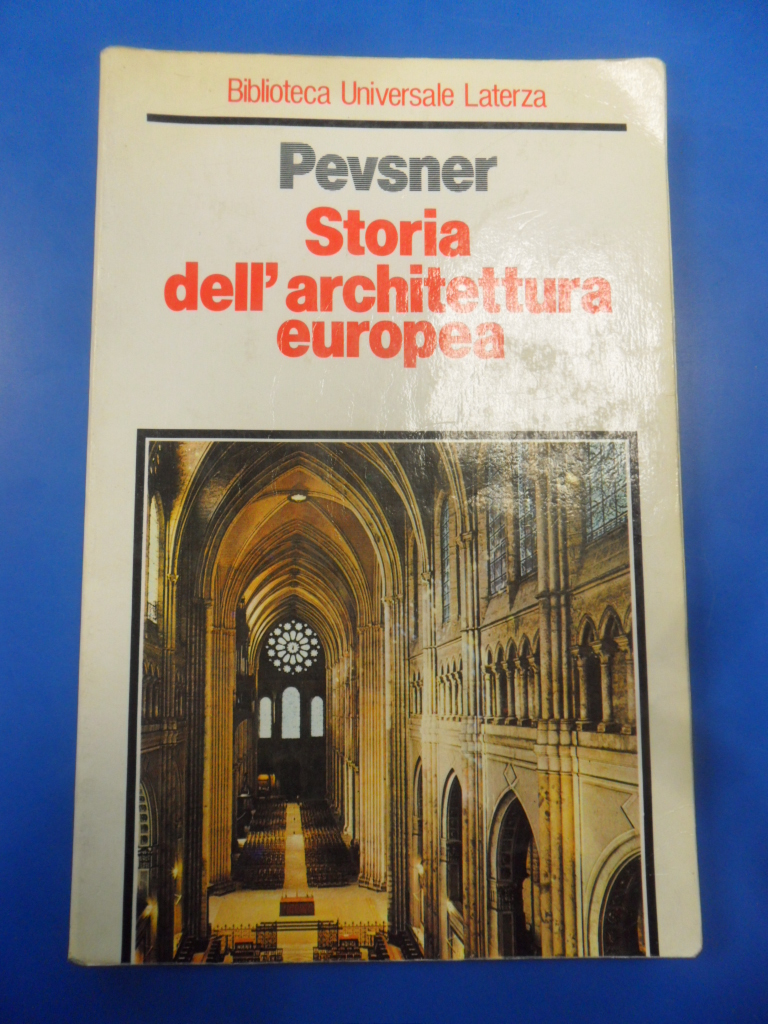 Biblioteca Universale Laterza
Pevsner
Storia
dell'architettura
europea